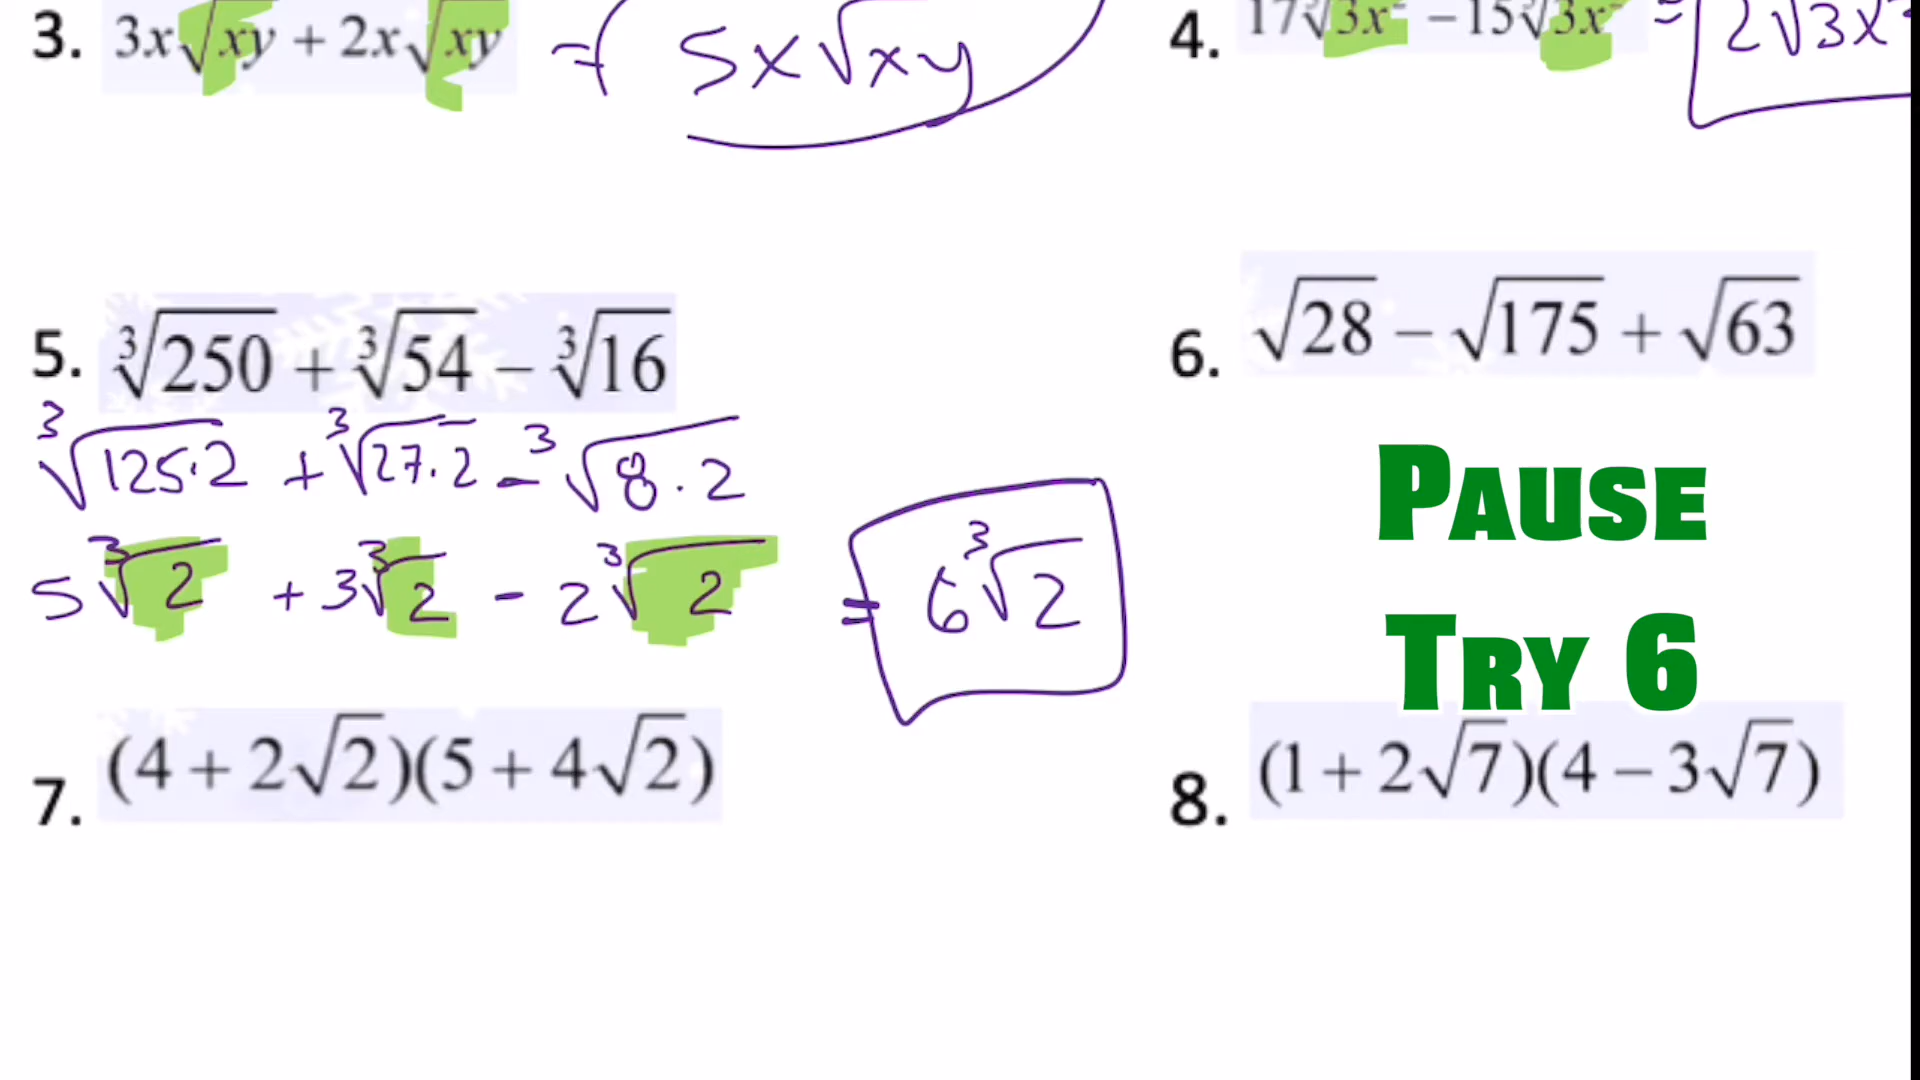 3. 3x√xy + 2x√xy = 5x√xy
4. 17∛3x² − 15∛3x² = 2√3x²
5. ∛250 + ∛54 − ∛16
∛125·2 + ∛27·2 − ∛8·2
5∛2 + 3∛2 − 2∛2 = 6∛2
6. √28 − √175 + √63
PAUSE
TRY 6
7. (4 + 2√2)(5 + 4√2)
8. (1 + 2√7)(4 − 3√7)